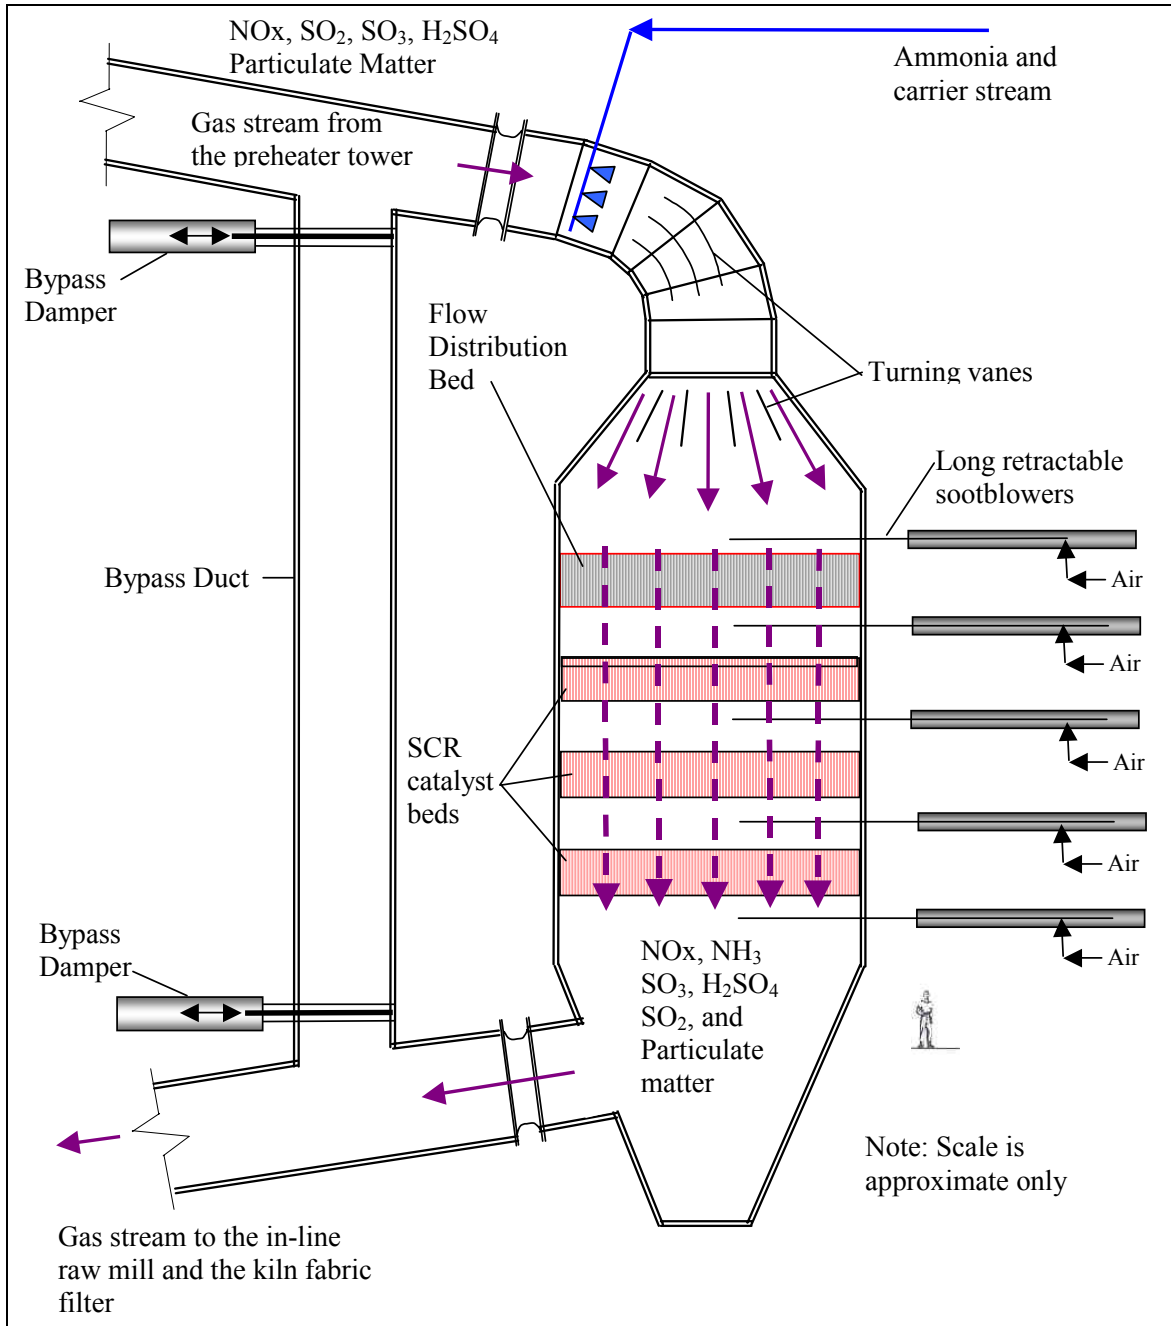 NOx, SO₂, SO₃, H₂SO₄
Particulate Matter
Ammonia and
carrier stream
Gas stream from
the preheater tower
Bypass
Damper
Flow
Distribution
Bed
Turning vanes
Long retractable
sootblowers
Bypass Duct
Air
Air
Air
Air
Air
SCR
catalyst
beds
Bypass
Damper
NOx, NH₃
SO₃, H₂SO₄
SO₂, and
Particulate
matter
Note: Scale is
approximate only
Gas stream to the in-line
raw mill and the kiln fabric
filter